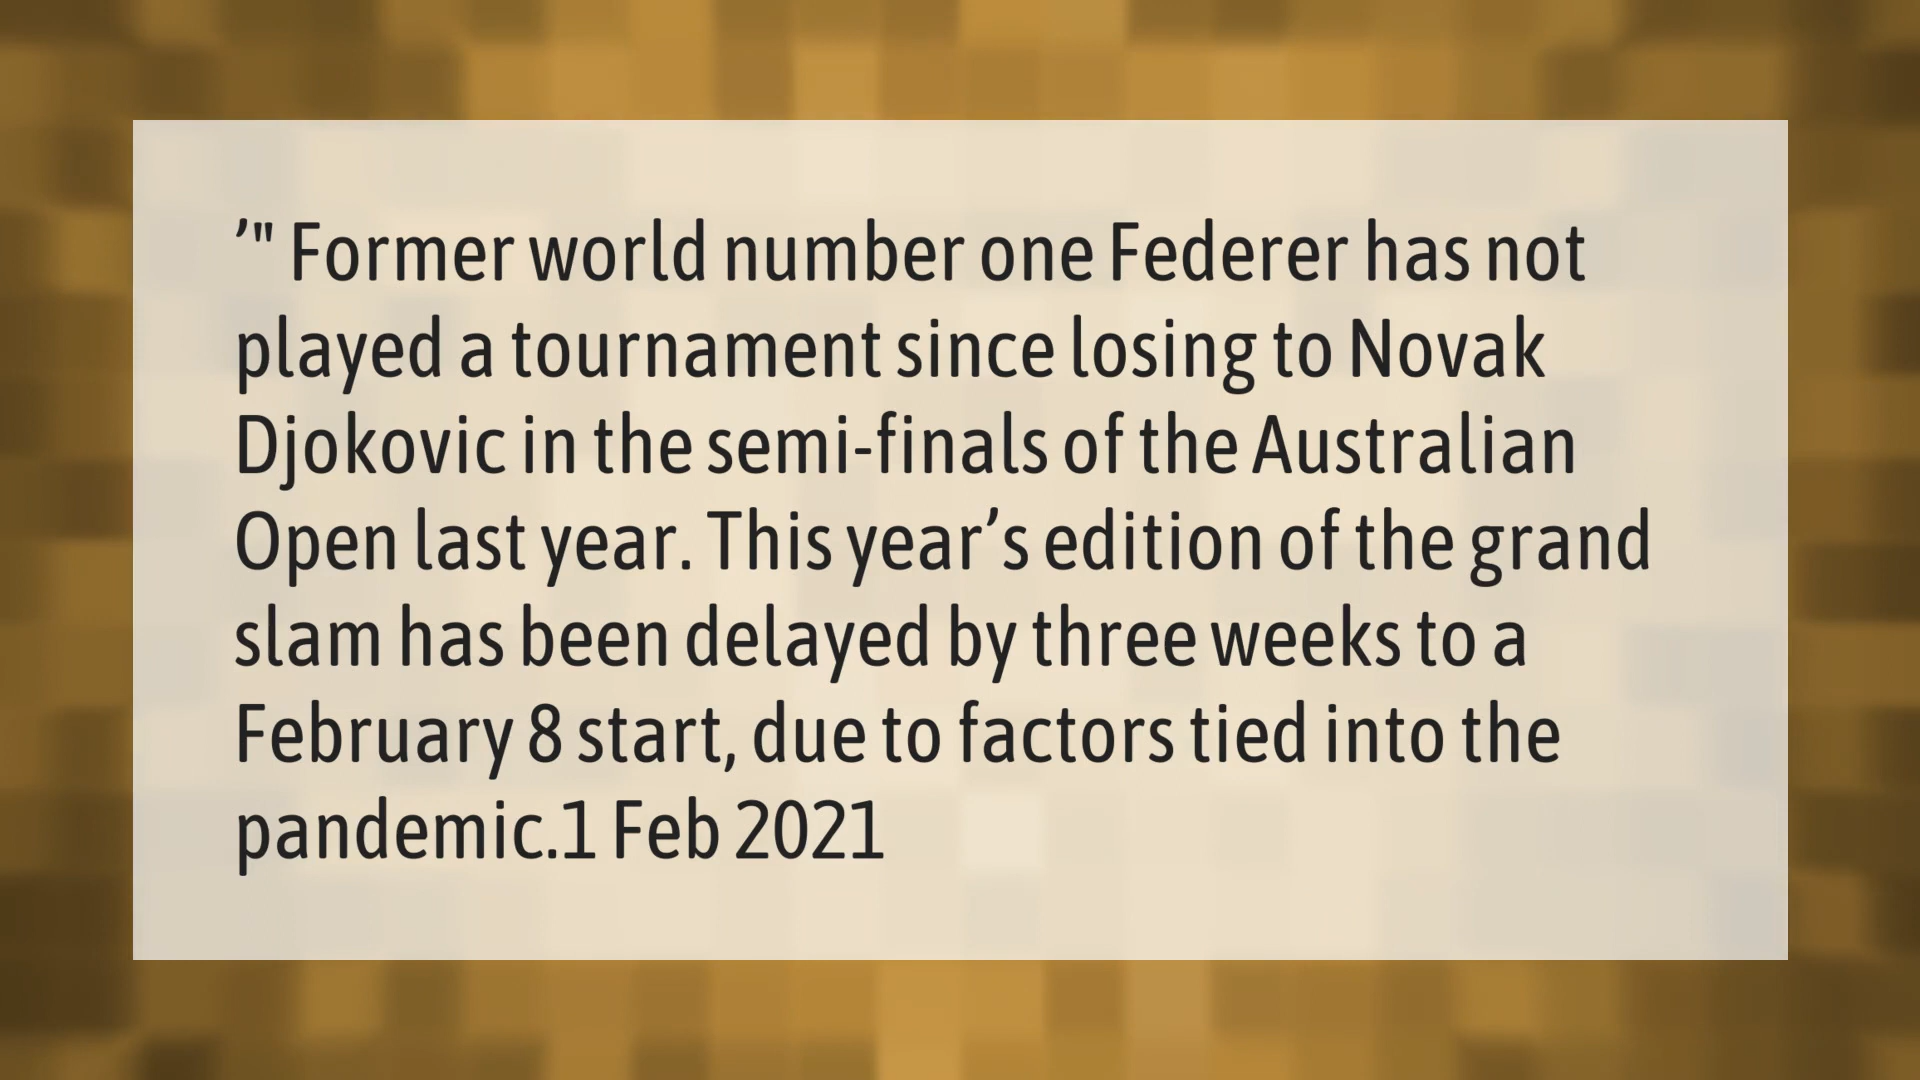 ’" Former world number one Federer has not
played a tournament since losing to Novak
Djokovic in the semi-finals of the Australian
Open last year. This year’s edition of the grand
slam has been delayed by three weeks to a
February 8 start, due to factors tied into the
pandemic.1 Feb 2021